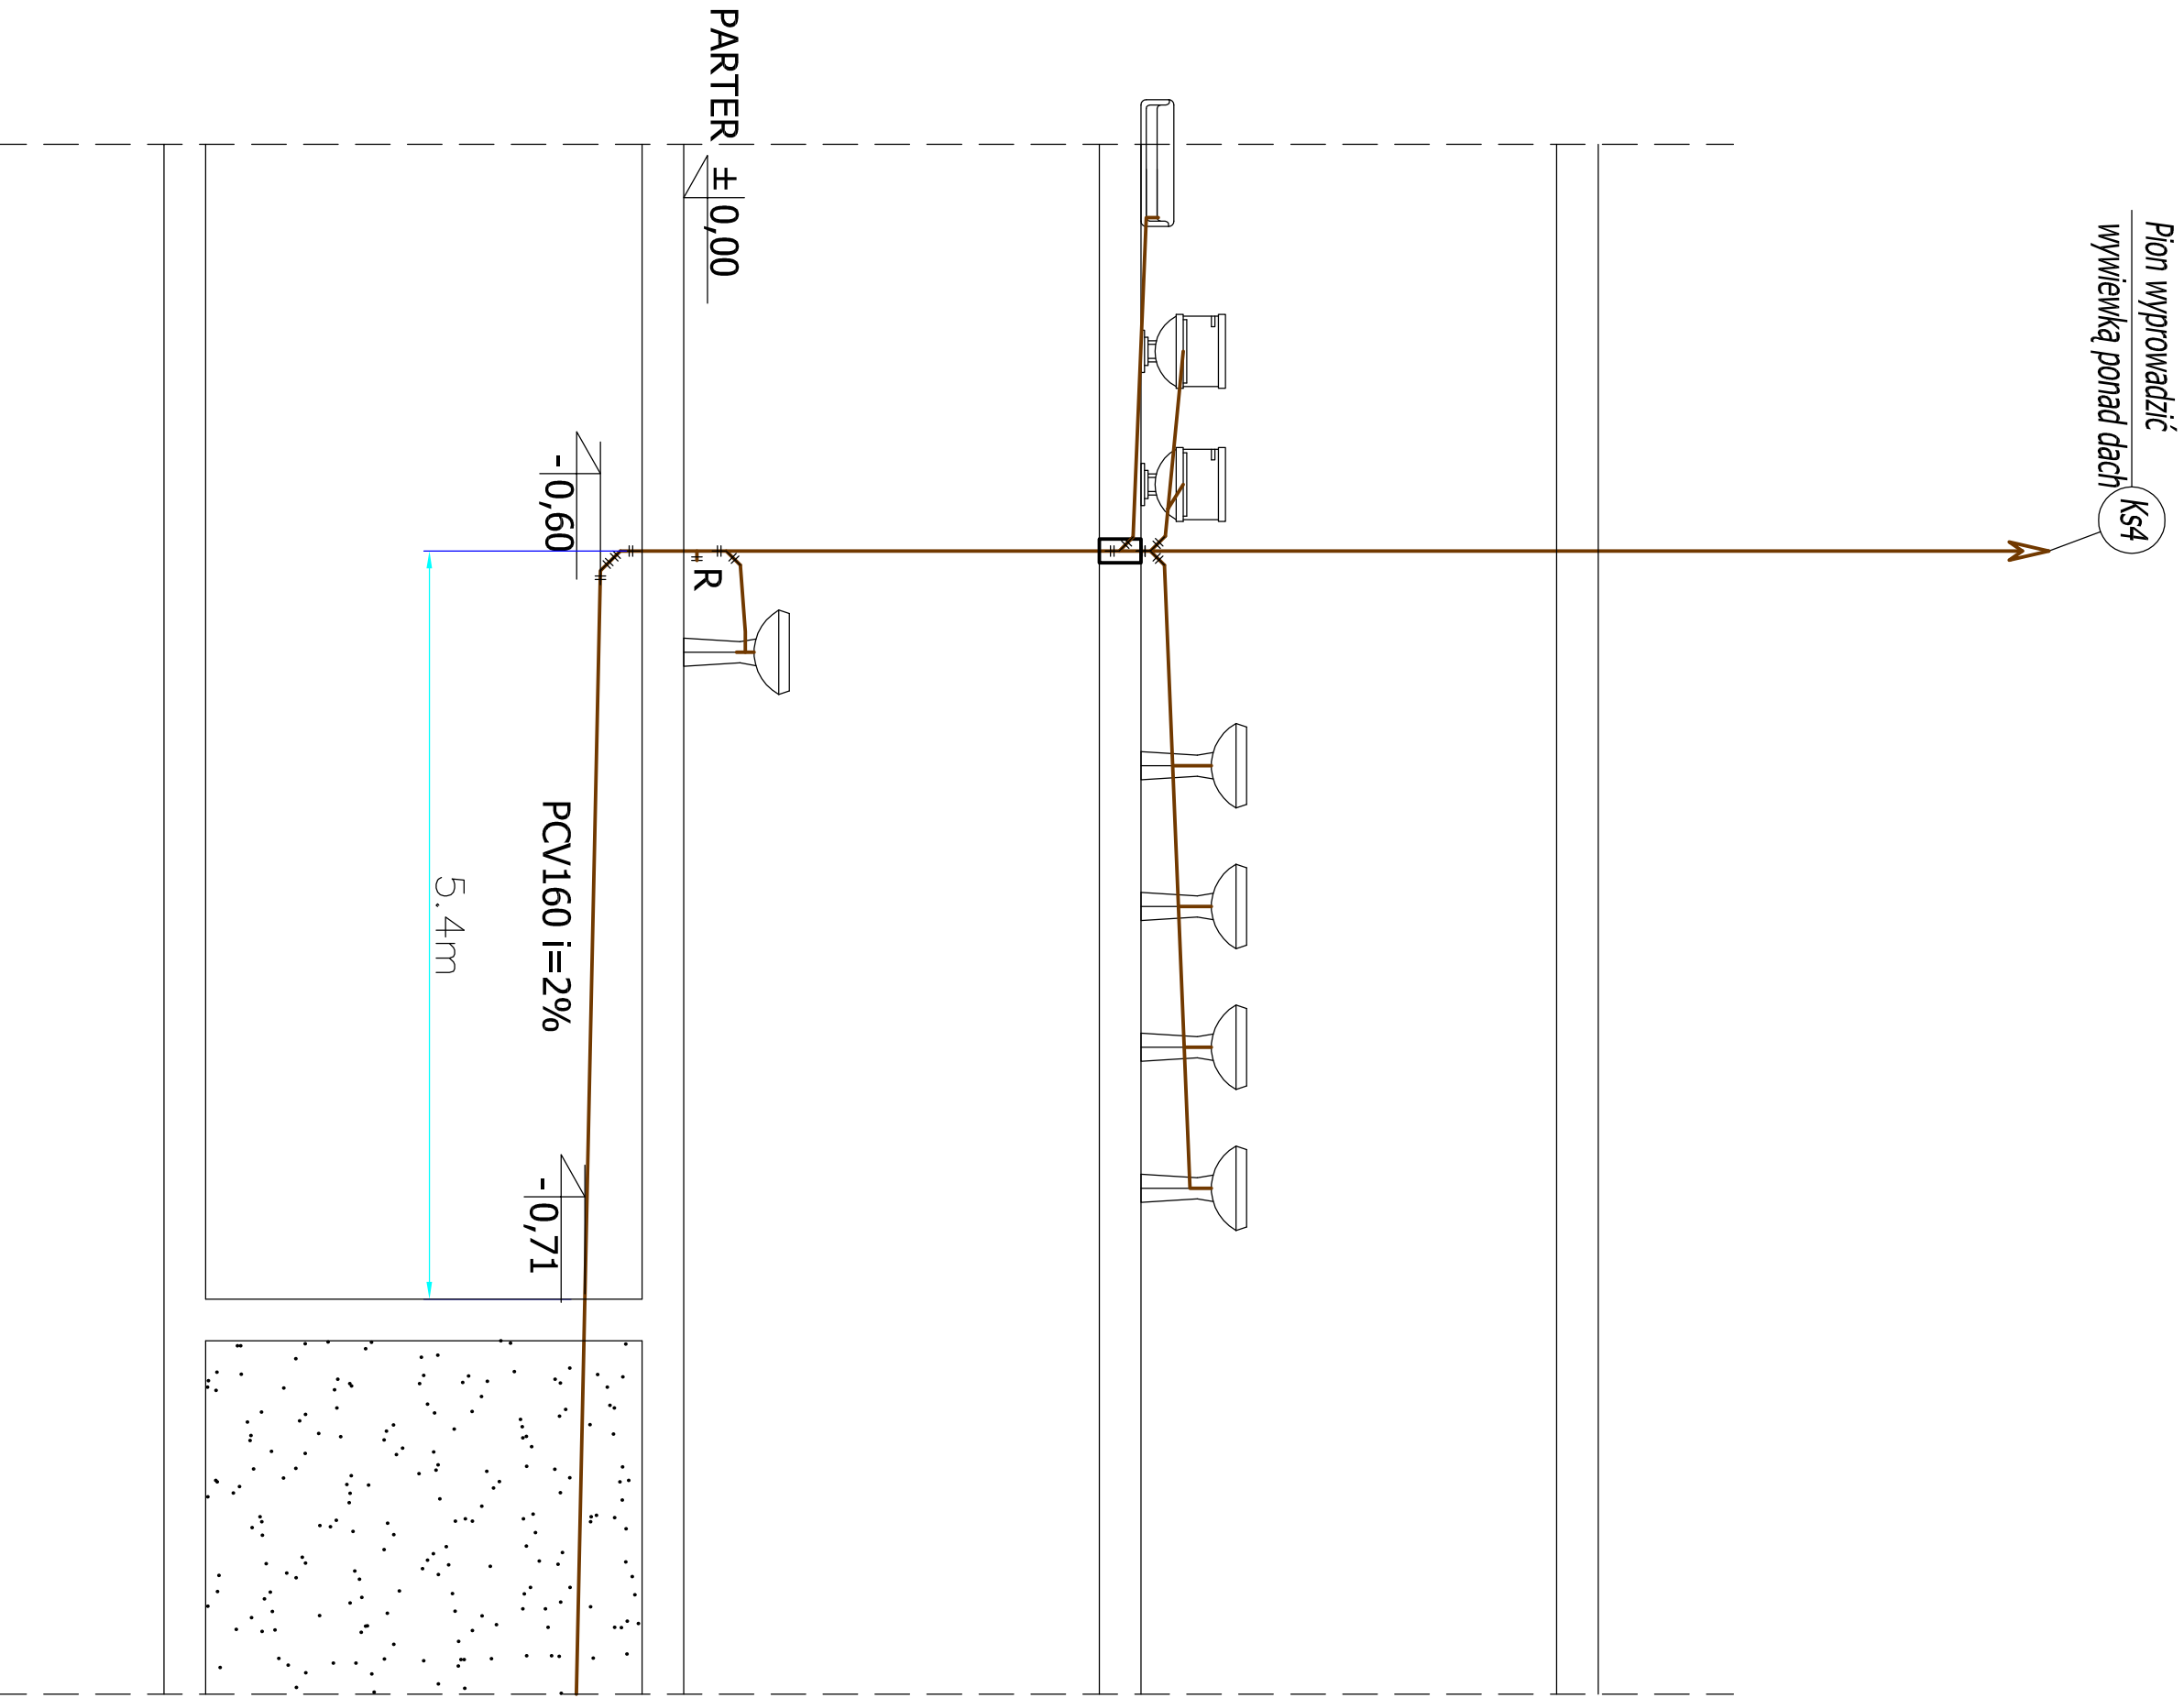 Pion wyprowadzić
wywiewką ponad dach
ks4
PARTER ± 0,00
R
- 0,60
PCV160 i=2%
5.4m
- 0,71